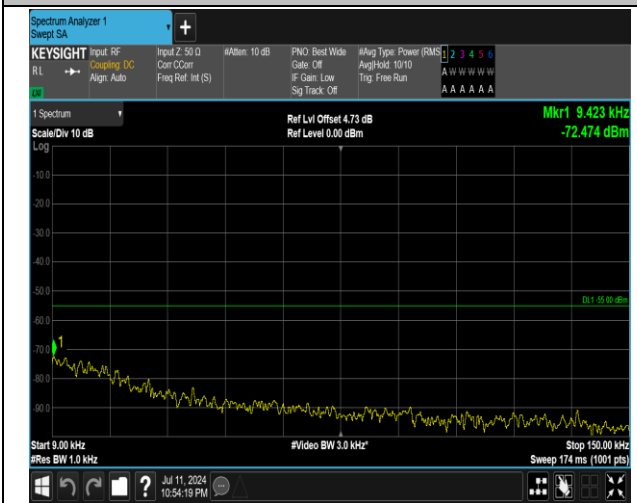 Spectrum Analyzer 1
Swept SA
+
KEYSIGHT
RL
Input: RF
Coupling: DC
Align: Auto
Input Z: 50 Ω
Corr CCorr
Freq Ref: Int (S)
#Atten: 10 dB
PNO: Best Wide
Gate: Off
IF Gain: Low
Sig Track: Off
#Avg Type: Power (RMS
Avg|Hold: 10/10
Trig: Free Run
1 2 3 4 5 6
A W W W W W
A A A A A A
1 Spectrum
Scale/Div 10 dB
Log
Ref Lvl Offset 4.73 dB
Ref Level 0.00 dBm
Mkr1 9.423 kHz
-72.474 dBm
-10.0
-20.0
-30.0
-40.0
-50.0
DL1 -55.00 dBm
-60.0
-70.0
1
-80.0
-90.0
Start 9.00 kHz
#Res BW 1.0 kHz
#Video BW 3.0 kHz*
Stop 150.00 kHz
Sweep 174 ms (1001 pts)
?
Jul 11, 2024
10:54:19 PM